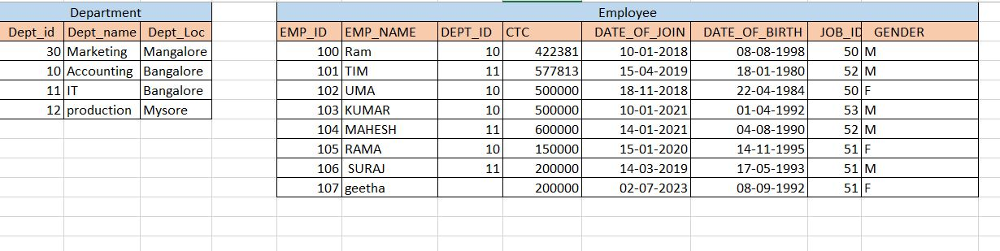 Department
Dept_id Dept_name Dept_Loc
30 Marketing Mangalore
10 Accounting Bangalore
11 IT Bangalore
12 production Mysore
Employee
EMP_ID EMP_NAME DEPT_ID CTC DATE_OF_JOIN DATE_OF_BIRTH JOB_ID GENDER
100 Ram 10 422381 10-01-2018 08-08-1998 50 M
101 TIM 11 577813 15-04-2019 18-01-1980 52 M
102 UMA 10 500000 18-11-2018 22-04-1984 50 F
103 KUMAR 10 500000 10-01-2021 01-04-1992 53 M
104 MAHESH 11 600000 14-01-2021 04-08-1990 52 M
105 RAMA 10 150000 15-01-2020 14-11-1995 51 F
106 SURAJ 11 200000 14-03-2019 17-05-1993 51 M
107 geetha 200000 02-07-2023 08-09-1992 51 F